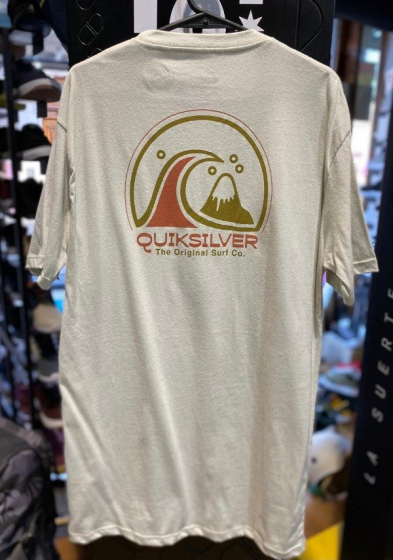 QUIKSILVER
The Original Surf Co.
LA SUERTE